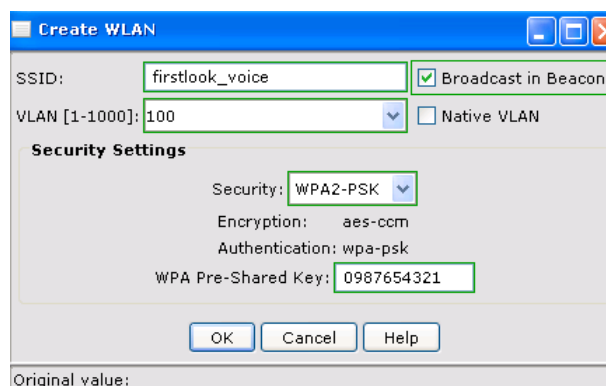 Create WLAN
SSID: firstlook_voice Broadcast in Beacon
VLAN [1-1000]: 100 Native VLAN
Security Settings
Security: WPA2-PSK
Encryption: aes-ccm
Authentication: wpa-psk
WPA Pre-Shared Key: 0987654321
OK Cancel Help
Original value: